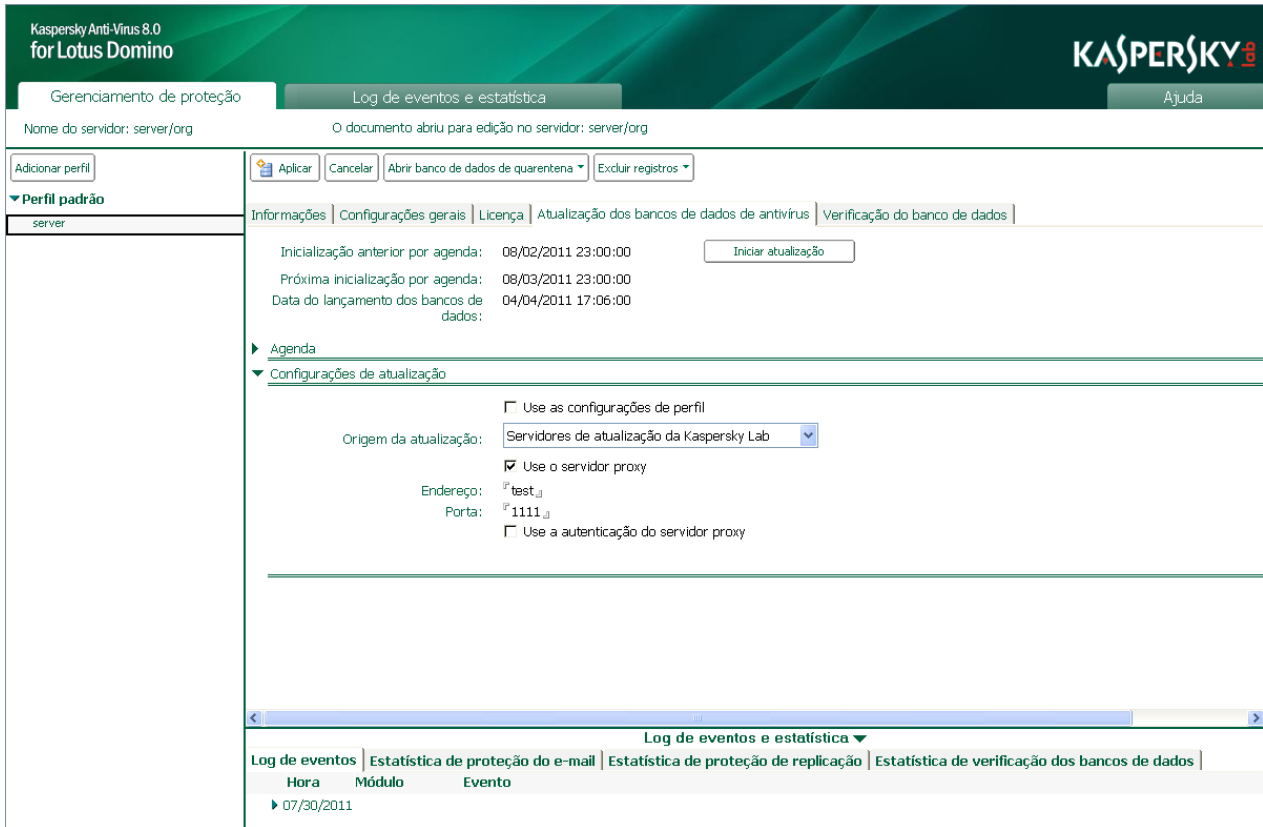 Kaspersky Anti-Virus 8.0
for Lotus Domino
KASPERSKY lab
Gerenciamento de proteção
Log de eventos e estatística
Ajuda
Nome do servidor: server/org
O documento abriu para edição no servidor: server/org
Adicionar perfil
Perfil padrão
server
Aplicar
Cancelar
Abrir banco de dados de quarentena
Excluir registros
Informações
Configurações gerais
Licença
Atualização dos bancos de dados de antivírus
Verificação do banco de dados
Inicialização anterior por agenda: 08/02/2011 23:00:00
Iniciar atualização
Próxima inicialização por agenda: 08/03/2011 23:00:00
Data do lançamento dos bancos de 04/04/2011 17:06:00
dados:
Agenda
Configurações de atualização
Use as configurações de perfil
Origem da atualização: Servidores de atualização da Kaspersky Lab
Use o servidor proxy
Endereço: test
Porta: 1111
Use a autenticação do servidor proxy
Log de eventos e estatística
Log de eventos
Estatística de proteção do e-mail
Estatística de proteção de replicação
Estatística de verificação dos bancos de dados
Hora Módulo Evento
07/30/2011